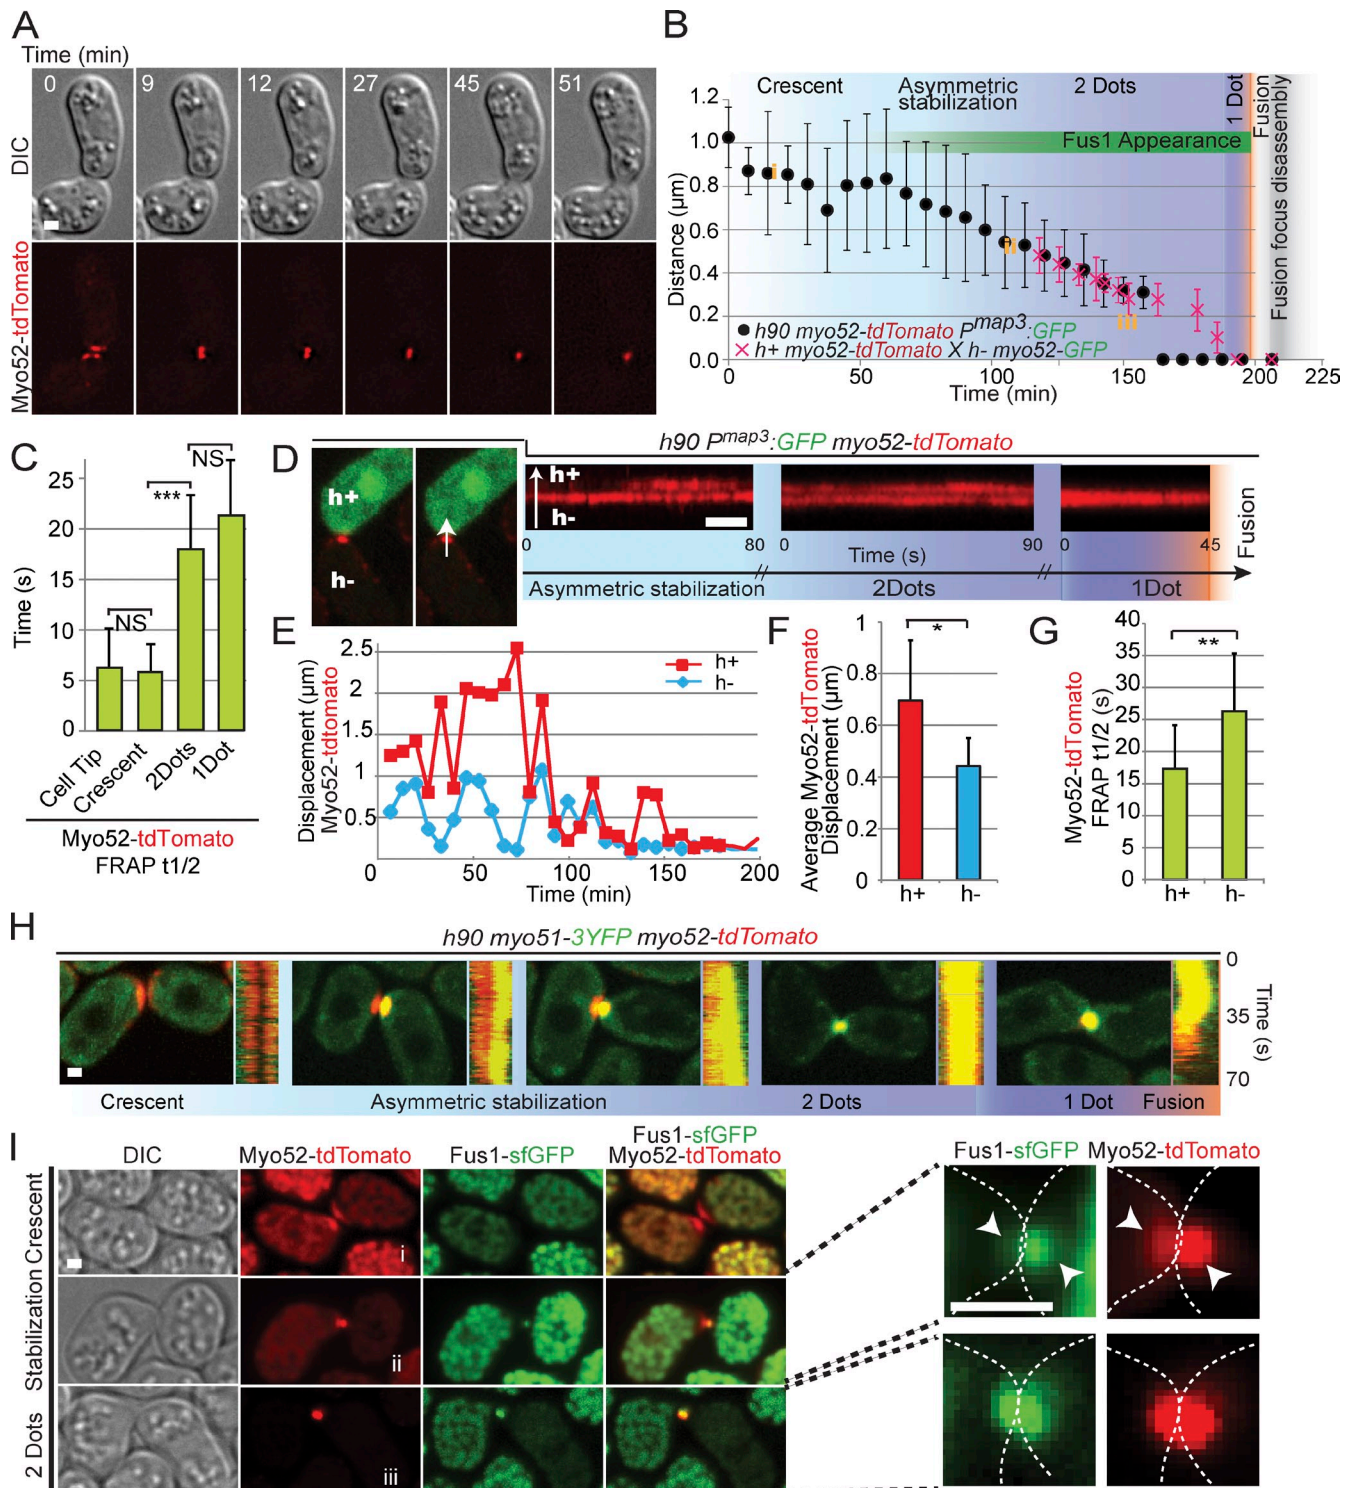 A
Time (min)
0
9
12
27
45
51
DIC
Myo52-tdTomato
B
Crescent
Asymmetric
stabilization
2 Dots
1 Dot
Fusion
Fusion focus disassembly
Fus1 Appearance
Distance (µm)
1.2
1.0
0.8
0.6
0.4
0.2
0.0
i
ii
iii
h90 myo52-tdTomato Pmap3:GFP
h+ myo52-tdTomato X h- myo52-GFP
0
50
100
150
200
225
Time (min)
C
Time (s)
25
20
15
10
5
0
NS
***
NS
Cell Tip
Crescent
2Dots
1Dot
Myo52-tdTomato
FRAP t1/2
D
h90 Pmap3:GFP myo52-tdTomato
h+
h-
h+
h-
0
80
0
90
0
45
Time (s)
Fusion
Asymmetric stabilization
2Dots
1Dot
E
Displacement (µm)
Myo52-tdtomato
2.5
2
1.5
1
0.5
h+
h-
0
50
100
150
200
Time (min)
F
Average Myo52-tdTomato
Displacement (µm)
1
0.8
0.6
0.4
0.2
0
*
h+
h-
G
Myo52-tdTomato
FRAP t1/2 (s)
40
35
30
25
20
15
10
5
0
**
h+
h-
H
h90 myo51-3YFP myo52-tdTomato
0
35
70
Time (s)
Crescent
Asymmetric stabilization
2 Dots
1 Dot
Fusion
I
DIC
Myo52-tdTomato
Fus1-sfGFP
Fus1-sfGFP
Myo52-tdTomato
Fus1-sfGFP
Myo52-tdTomato
Crescent
Stabilization
2 Dots
i
ii
iii